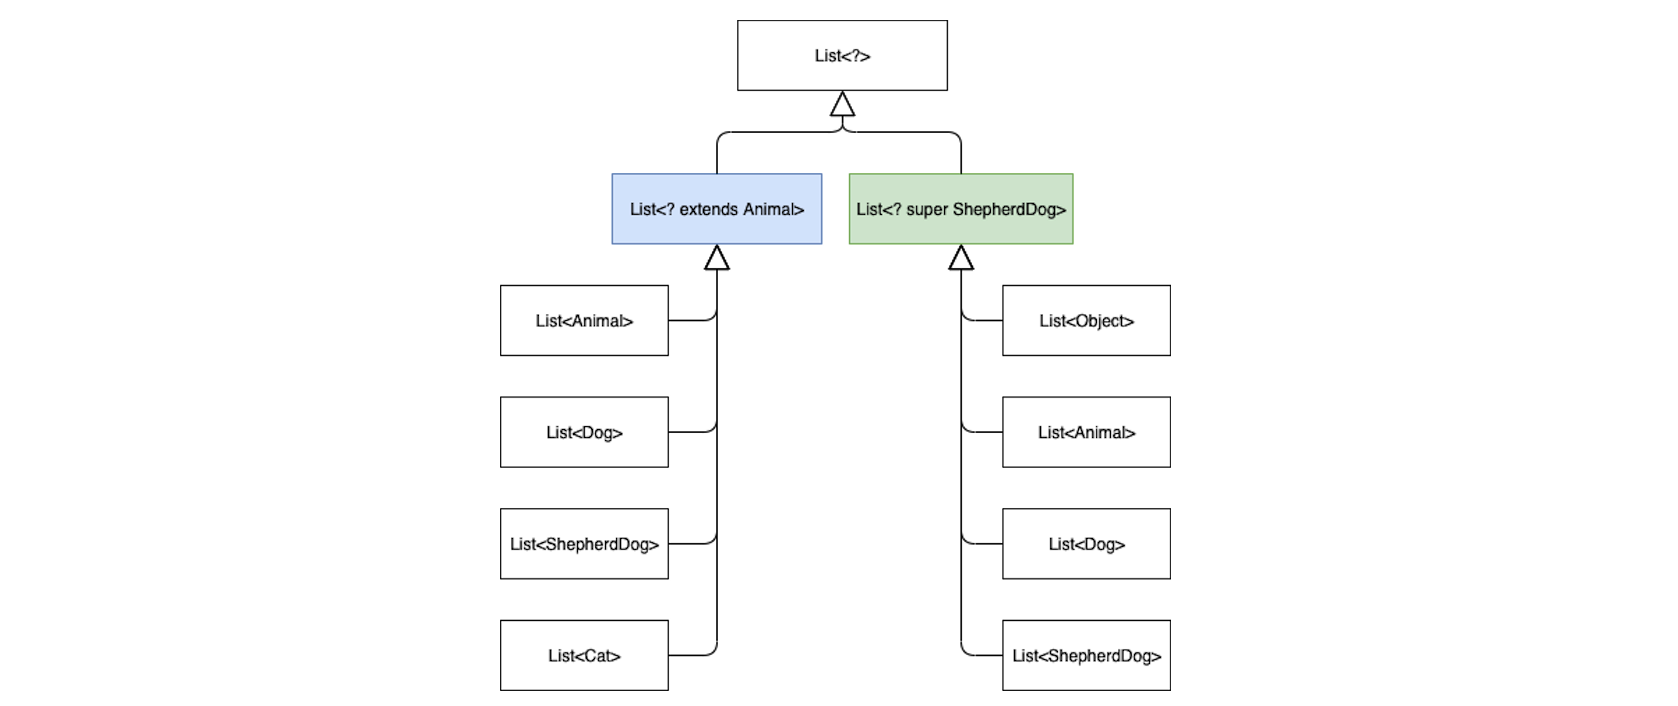 List<?>
List<? extends Animal>
List<? super ShepherdDog>
List<Animal>
List<Object>
List<Dog>
List<Animal>
List<ShepherdDog>
List<Dog>
List<Cat>
List<ShepherdDog>